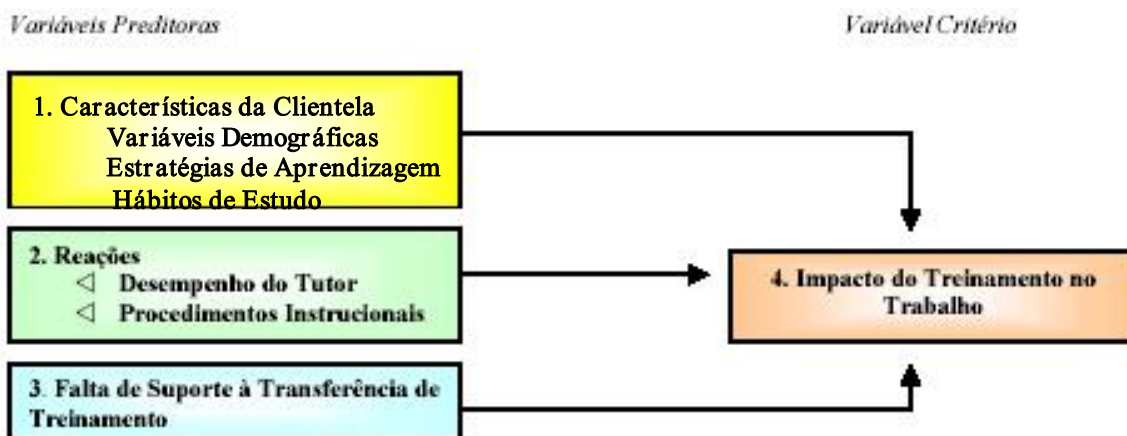 Variáveis Preditoras
Variável Critério
1. Características da Clientela
Variáveis Demográficas
Estratégias de Aprendizagem
Hábitos de Estudo
2. Reações
◁ Desempenho do Tutor
◁ Procedimentos Instrucionais
3. Falta de Suporte à Transferência de
Treinamento
4. Impacto do Treinamento no
Trabalho